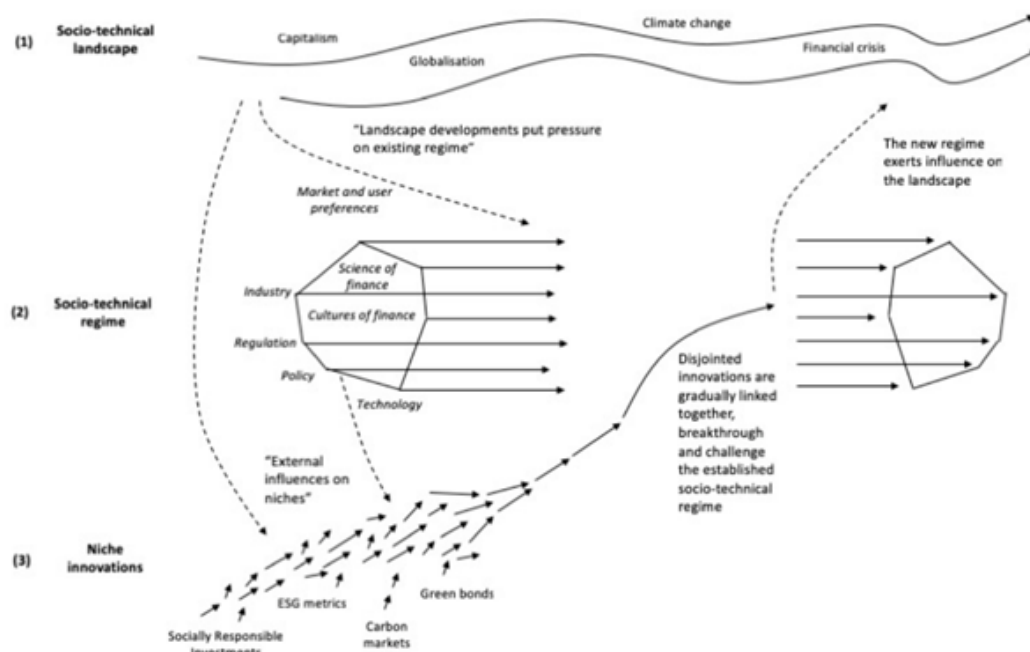 (1)
Socio-technical
landscape
Capitalism
Globalisation
Climate change
Financial crisis
"Landscape developments put pressure
on existing regime"
The new regime
exerts influence on
the landscape
Market and user
preferences
(2)
Socio-technical
regime
Science of
finance
Industry
Cultures of finance
Regulation
Policy
Technology
Disjointed
innovations are
gradually linked
together,
breakthrough
and challenge
the established
socio-technical
regime
"External
influences on
niches"
(3)
Niche
innovations
ESG metrics
Green bonds
Carbon
markets
Socially Responsible
Investments